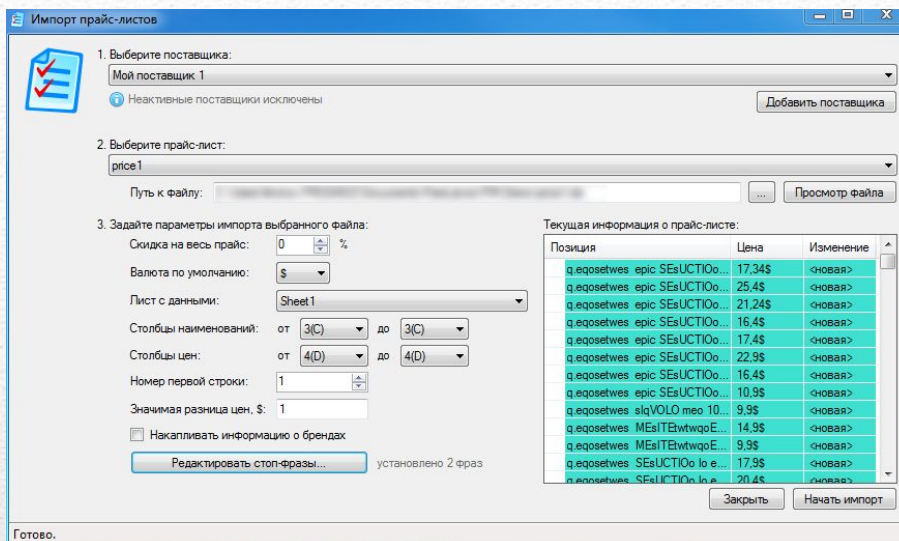 Импорт прайс-листов
1. Выберите поставщика:
Мой поставщик 1
Неактивные поставщики исключены
Добавить поставщика
2. Выберите прайс-лист:
price1
Путь к файлу:
... Просмотр файла
3. Задайте параметры импорта выбранного файла:
Скидка на весь прайс: 0 %
Валюта по умолчанию: $
Лист с данными: Sheet1
Столбцы наименований: от 3(C) до 3(C)
Столбцы цен: от 4(D) до 4(D)
Номер первой строки: 1
Значимая разница цен, $: 1
Накапливать информацию о брендах
Редактировать стоп-фразы... установлено 2 фраз
Текущая информация о прайс-листе:
Позиция Цена Изменение
q.eqosetwes epic SEsUCTIOo... 17,34$ <новая>
q.eqosetwes epic SEsUCTIOo... 25,4$ <новая>
q.eqosetwes epic SEsUCTIOo... 21,24$ <новая>
q.eqosetwes epic SEsUCTIOo... 16,4$ <новая>
q.eqosetwes epic SEsUCTIOo... 17,4$ <новая>
q.eqosetwes epic SEsUCTIOo... 22,9$ <новая>
q.eqosetwes epic SEsUCTIOo... 16,4$ <новая>
q.eqosetwes epic SEsUCTIOo... 10,9$ <новая>
q.eqosetwes slqVOLO meo 10... 9,9$ <новая>
q.eqosetwes MEsITEtwtwqoE... 14,9$ <новая>
q.eqosetwes MEsITEtwtwqoE... 9,9$ <новая>
q.eqosetwes SEsUCTIOo lo e... 17,9$ <новая>
q.eqosetwes SEsUCTIOo lo e... 20,4$ <новая>
Закрыть Начать импорт
Готово.